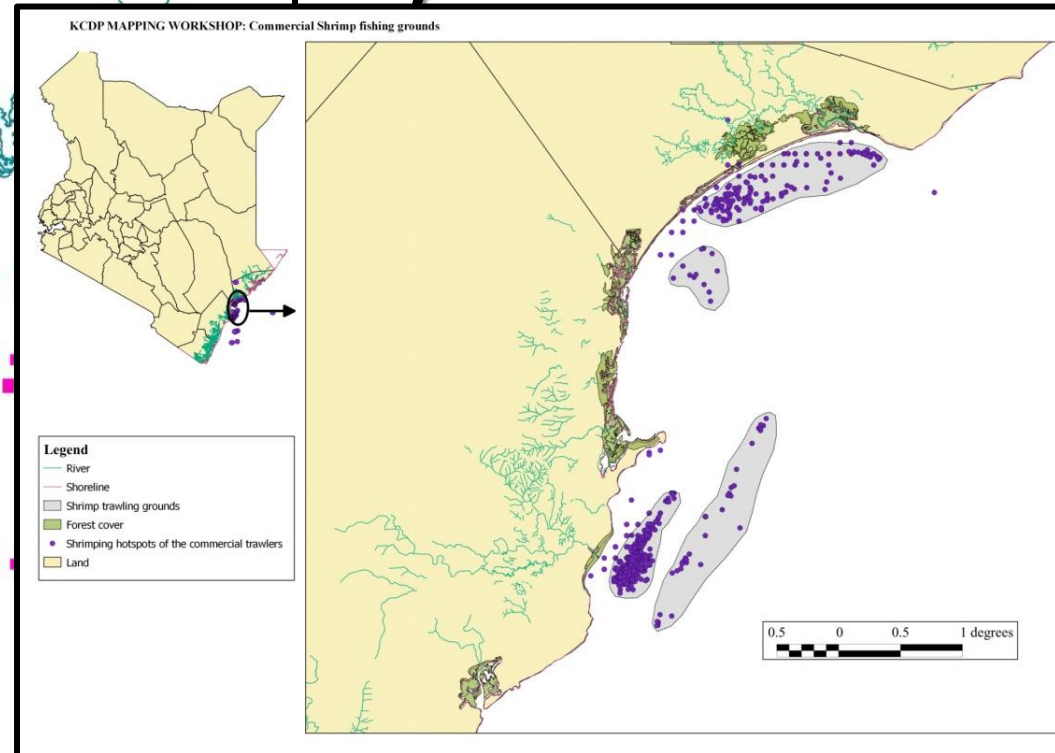 KCDP MAPPING WORKSHOP: Commercial Shrimp fishing grounds
Legend
River
Shoreline
Shrimp trawling grounds
Forest cover
Shrimping hotspots of the commercial trawlers
Land
0.5 0 0.5 1 degrees